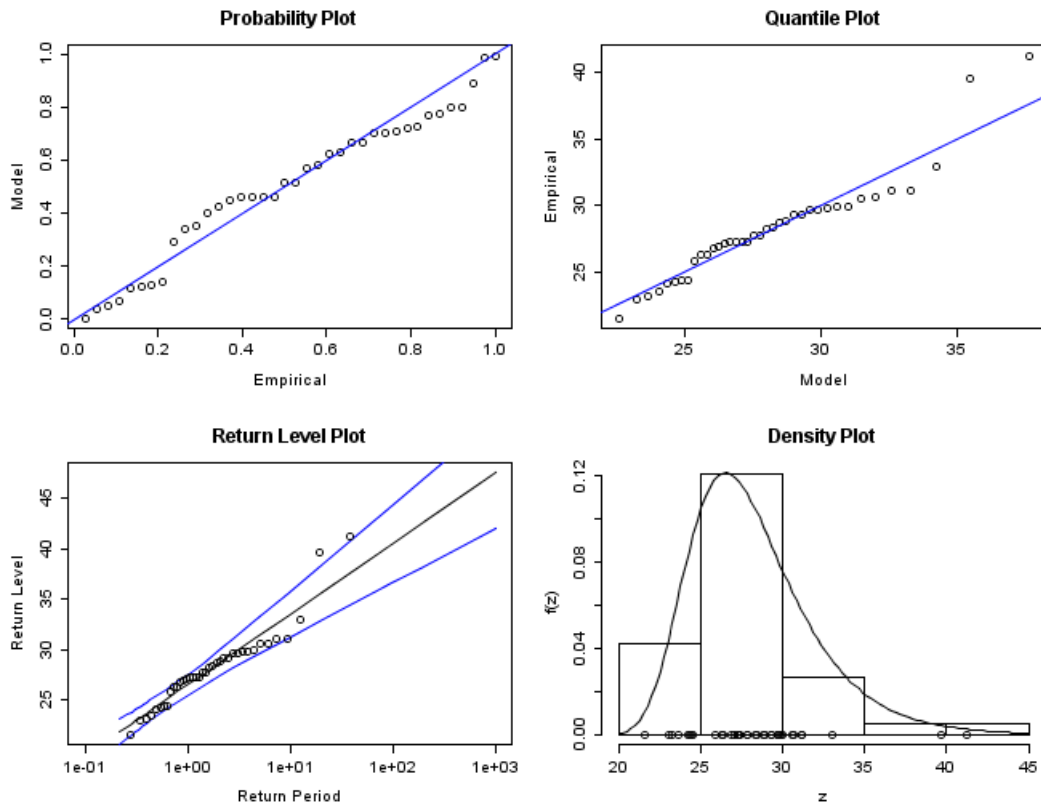 Probability Plot
Model
0.0 0.2 0.4 0.6 0.8 1.0
0.0 0.2 0.4 0.6 0.8 1.0
Empirical
Quantile Plot
Empirical
25 30 35 40
25 30 35
Model
Return Level Plot
Return Level
25 30 35 40 45
1e-01 1e+00 1e+01 1e+02 1e+03
Return Period
Density Plot
f(z)
0.00 0.04 0.08 0.12
20 25 30 35 40 45
z